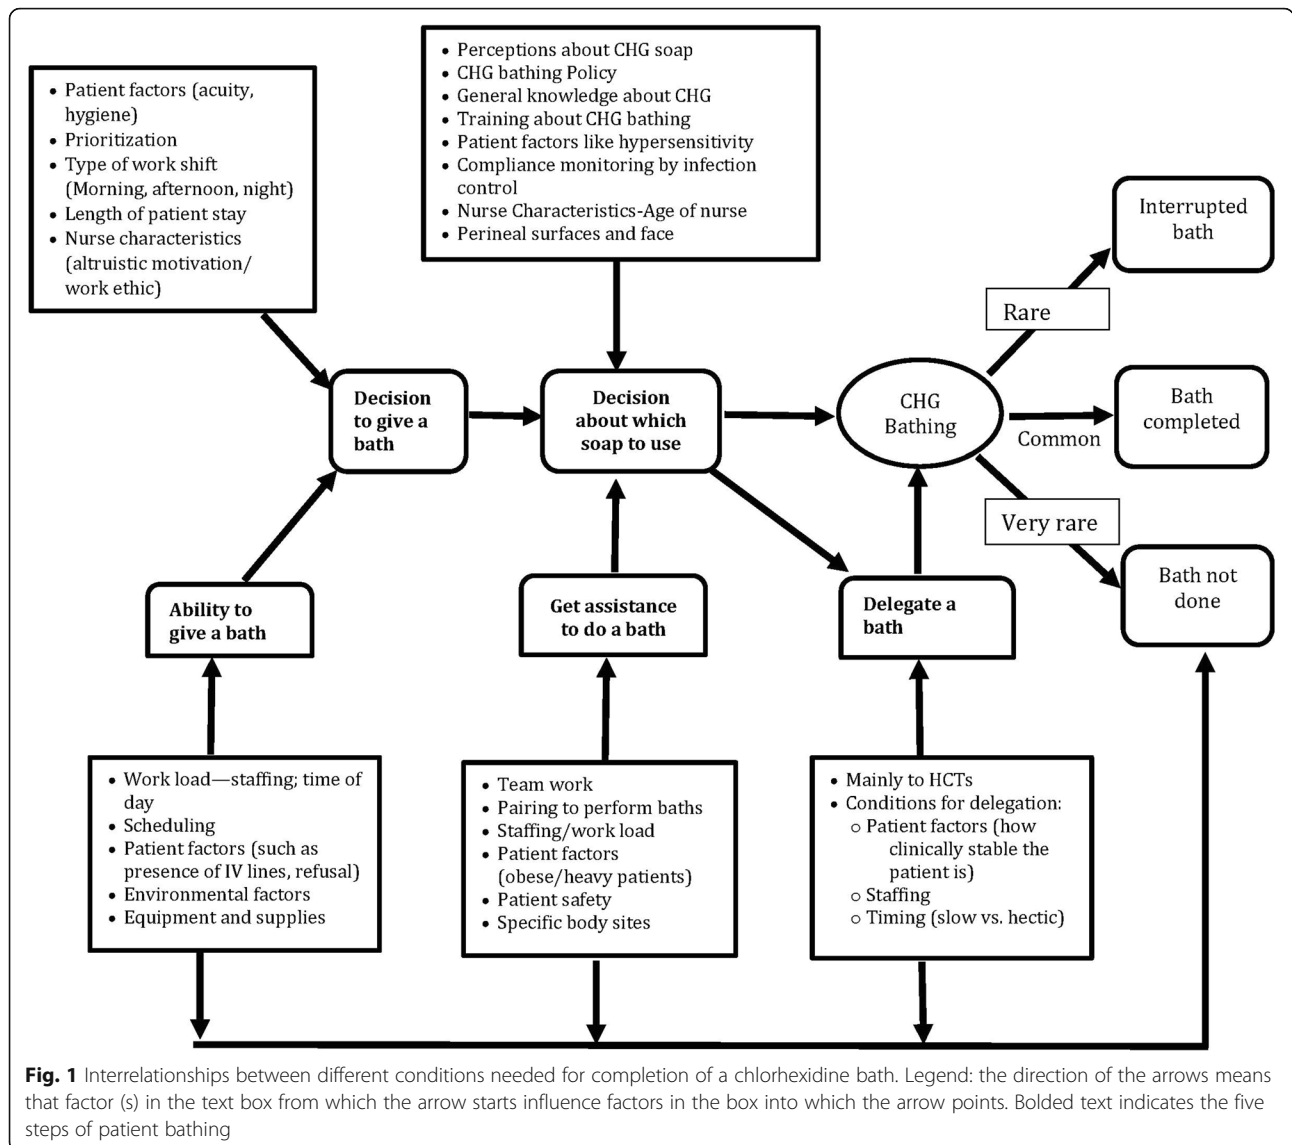 • Patient factors (acuity,
hygiene)
• Prioritization
• Type of work shift
(Morning, afternoon, night)
• Length of patient stay
• Nurse characteristics
(altruistic motivation/
work ethic)
• Perceptions about CHG soap
• CHG bathing Policy
• General knowledge about CHG
• Training about CHG bathing
• Patient factors like hypersensitivity
• Compliance monitoring by infection
control
• Nurse Characteristics-Age of nurse
• Perineal surfaces and face
Interrupted
bath
Rare
Decision
to give a
bath
Decision
about which
soap to use
CHG
Bathing
Common
Bath
completed
Very rare
Bath not
done
Ability to
give a bath
Get assistance
to do a bath
Delegate a
bath
• Work load—staffing; time of
day
• Scheduling
• Patient factors (such as
presence of IV lines, refusal)
• Environmental factors
• Equipment and supplies
• Team work
• Pairing to perform baths
• Staffing/work load
• Patient factors
(obese/heavy patients)
• Patient safety
• Specific body sites
• Mainly to HCTs
• Conditions for delegation:
o Patient factors (how
clinically stable the
patient is)
o Staffing
o Timing (slow vs. hectic)
Fig. 1 Interrelationships between different conditions needed for completion of a chlorhexidine bath. Legend: the direction of the arrows means
that factor (s) in the text box from which the arrow starts influence factors in the box into which the arrow points. Bolded text indicates the five
steps of patient bathing